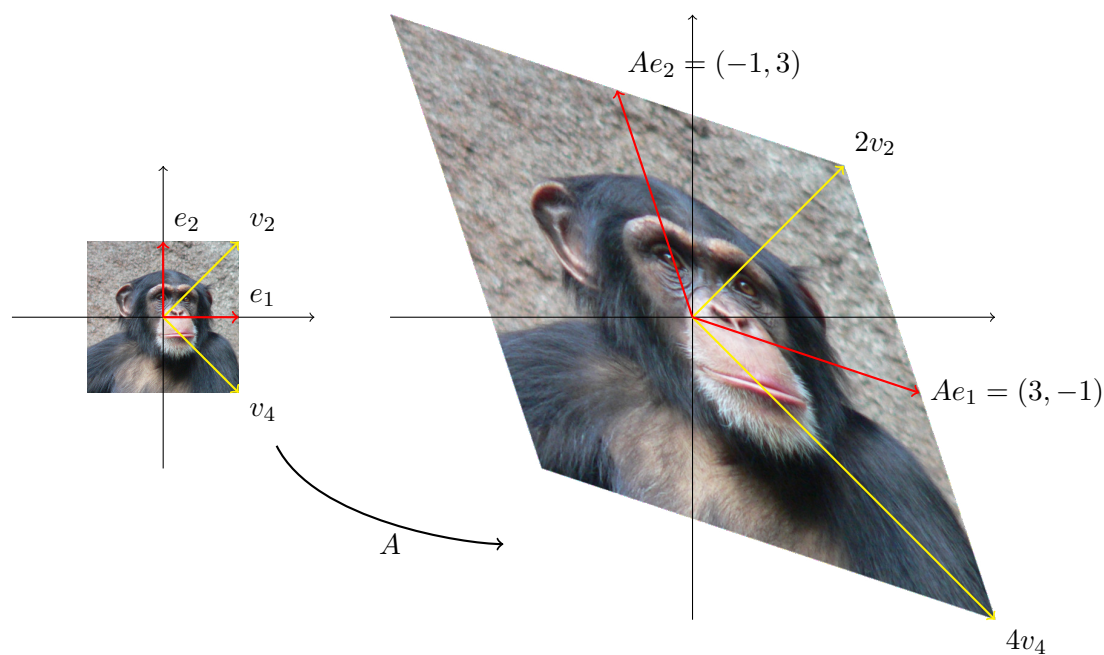 e₂
v₂
e₁
v₄
A
Ae₂ = (−1, 3)
2v₂
Ae₁ = (3, −1)
4v₄